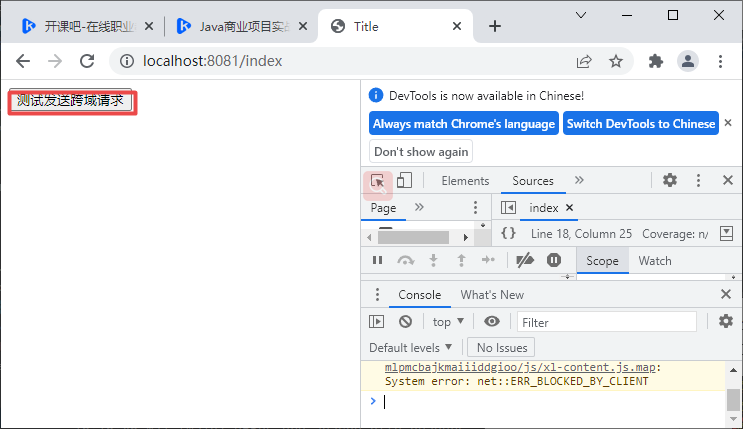 开课吧-在线职业
Java商业项目实战
Title
localhost:8081/index
测试发送跨域请求
DevTools is now available in Chinese!
Always match Chrome's language
Switch DevTools to Chinese
Don't show again
Elements
Sources
Page
index
Line 18, Column 25
Coverage: n/
Scope
Watch
Console
What's New
top
Filter
Default levels
No Issues
mlpmcbajkmaiiiddgioo/js/xl-content.js.map:
System error: net::ERR_BLOCKED_BY_CLIENT